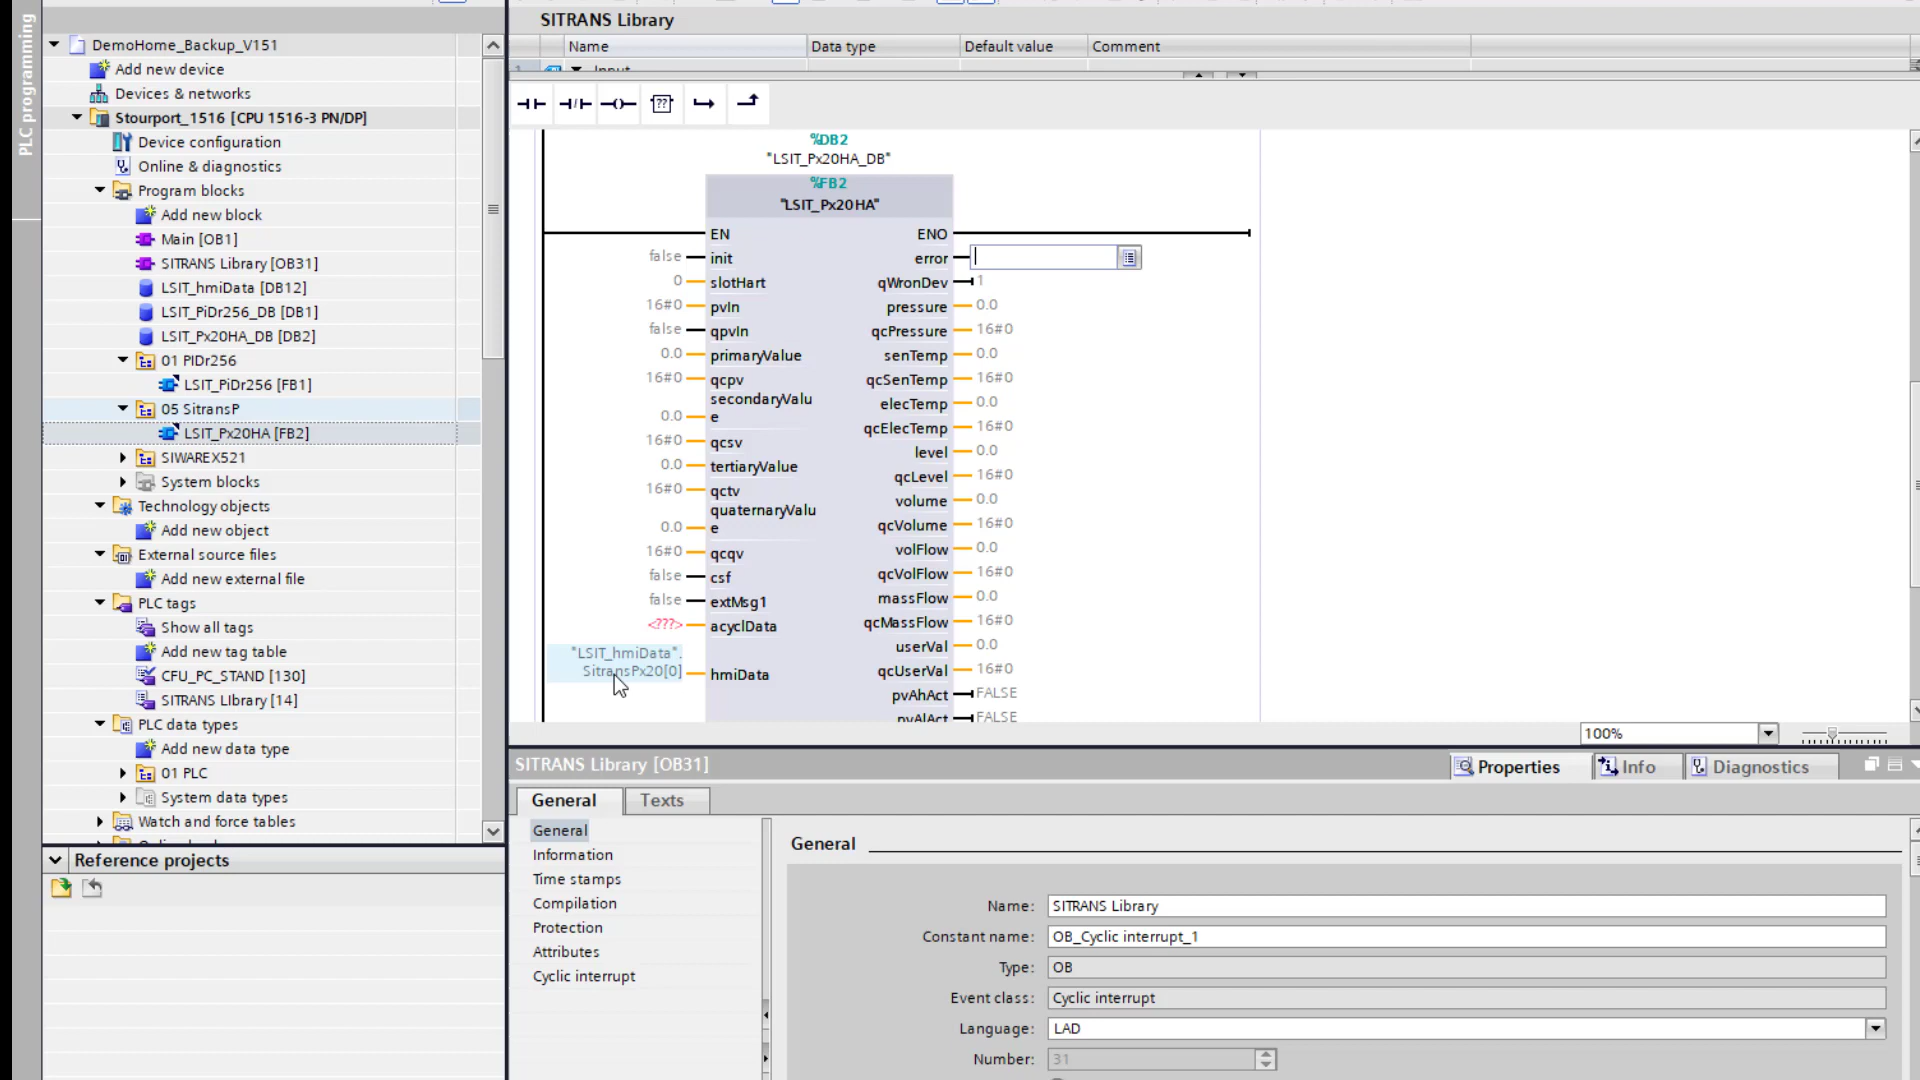 PLC programming
DemoHome_Backup_V151
Add new device
Devices & networks
Stourport_1516 [CPU 1516-3 PN/DP]
Device configuration
Online & diagnostics
Program blocks
Add new block
Main [OB1]
SITRANS Library [OB31]
LSIT_hmiData [DB12]
LSIT_PiDr256_DB [DB1]
LSIT_Px20HA_DB [DB2]
01 PIDr256
LSIT_PiDr256 [FB1]
05 SitransP
LSIT_Px20HA [FB2]
SIWAREX521
System blocks
Technology objects
Add new object
External source files
Add new external file
PLC tags
Show all tags
Add new tag table
CFU_PC_STAND [130]
SITRANS LIbrary [14]
PLC data types
Add new data type
01 PLC
System data types
Watch and force tables
Reference projects
SITRANS Library
Name Data type Default value Comment
1 Input
??
%DB2
"LSIT_Px20HA_DB"
%FB2
"LSIT_Px20HA"
EN ENO
false init error
0 slotHart qWronDev 1
16#0 pvIn pressure 0.0
false qpvIn qcPressure 16#0
0.0 primaryValue senTemp 0.0
16#0 qcpv qcSenTemp 16#0
secondaryValu elecTemp 0.0
0.0 e qcElecTemp 16#0
16#0 qcsv level 0.0
0.0 tertiaryValue qcLevel 16#0
16#0 qctv volume 0.0
quaternaryValu qcVolume 16#0
0.0 e volFlow 0.0
16#0 qcqv qcVolFlow 16#0
false csf massFlow 0.0
false extMsg1 qcMassFlow 16#0
<???> acyclData userVal 0.0
"LSIT_hmiData".
SitransPx20[0] hmiData qcUserVal 16#0
pvAhAct FALSE
pvAlAct FALSE
100%
SITRANS Library [OB31]
Properties Info Diagnostics
General Texts
General
Information
Time stamps
Compilation
Protection
Attributes
Cyclic interrupt
General
Name: SITRANS Library
Constant name: OB_Cyclic interrupt_1
Type: OB
Event class: Cyclic interrupt
Language: LAD
Number: 31